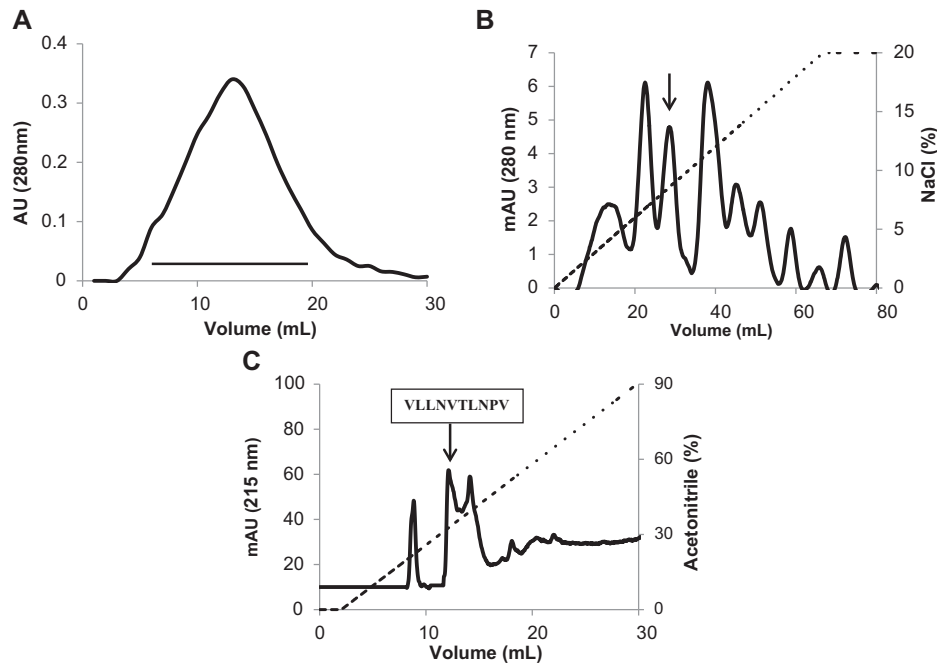 A
AU (280nm)
0.4
0.3
0.2
0.1
0
0 10 20 30
Volume (mL)
B
mAU (280 nm)
7
6
5
4
3
2
1
0
0 20 40 60 80
Volume (mL)
20
15
10
5
0
NaCl (%)
C
mAU (215 nm)
100
80
60
40
20
0
VLLNVTLNPV
0 10 20 30
Volume (mL)
90
60
30
0
Acetonitrile (%)